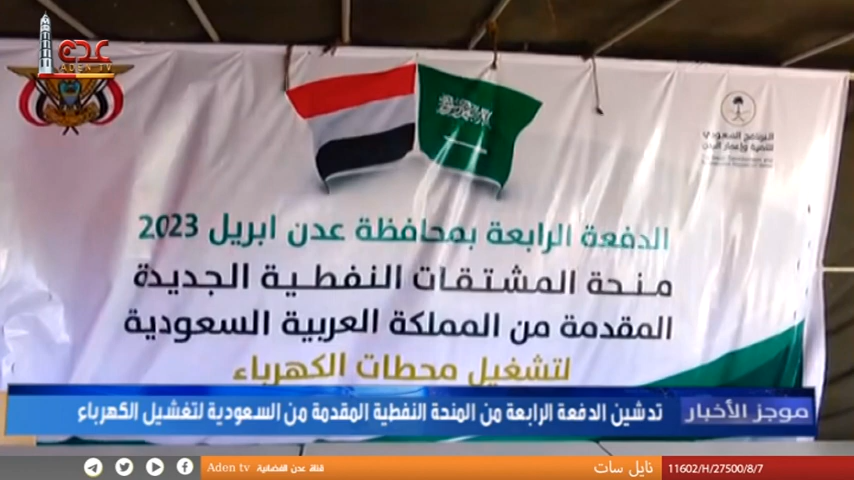 عدن
ADEN TV
البرنامج السعودي
لتنمية وإعمار اليمن
الدفعة الرابعة بمحافظة عدن ابريل 2023
منحة المشتقات النفطية الجديدة
المقدمة من المملكة العربية السعودية
لتشغيل محطات الكهرباء
موجز الأخبار
تدشين الدفعة الرابعة من المنحة النفطية المقدمة من السعودية لتغشيل الكهرباء
Aden tv قناة عدن الفضائية
نايل سات
11602/H/27500/8/7